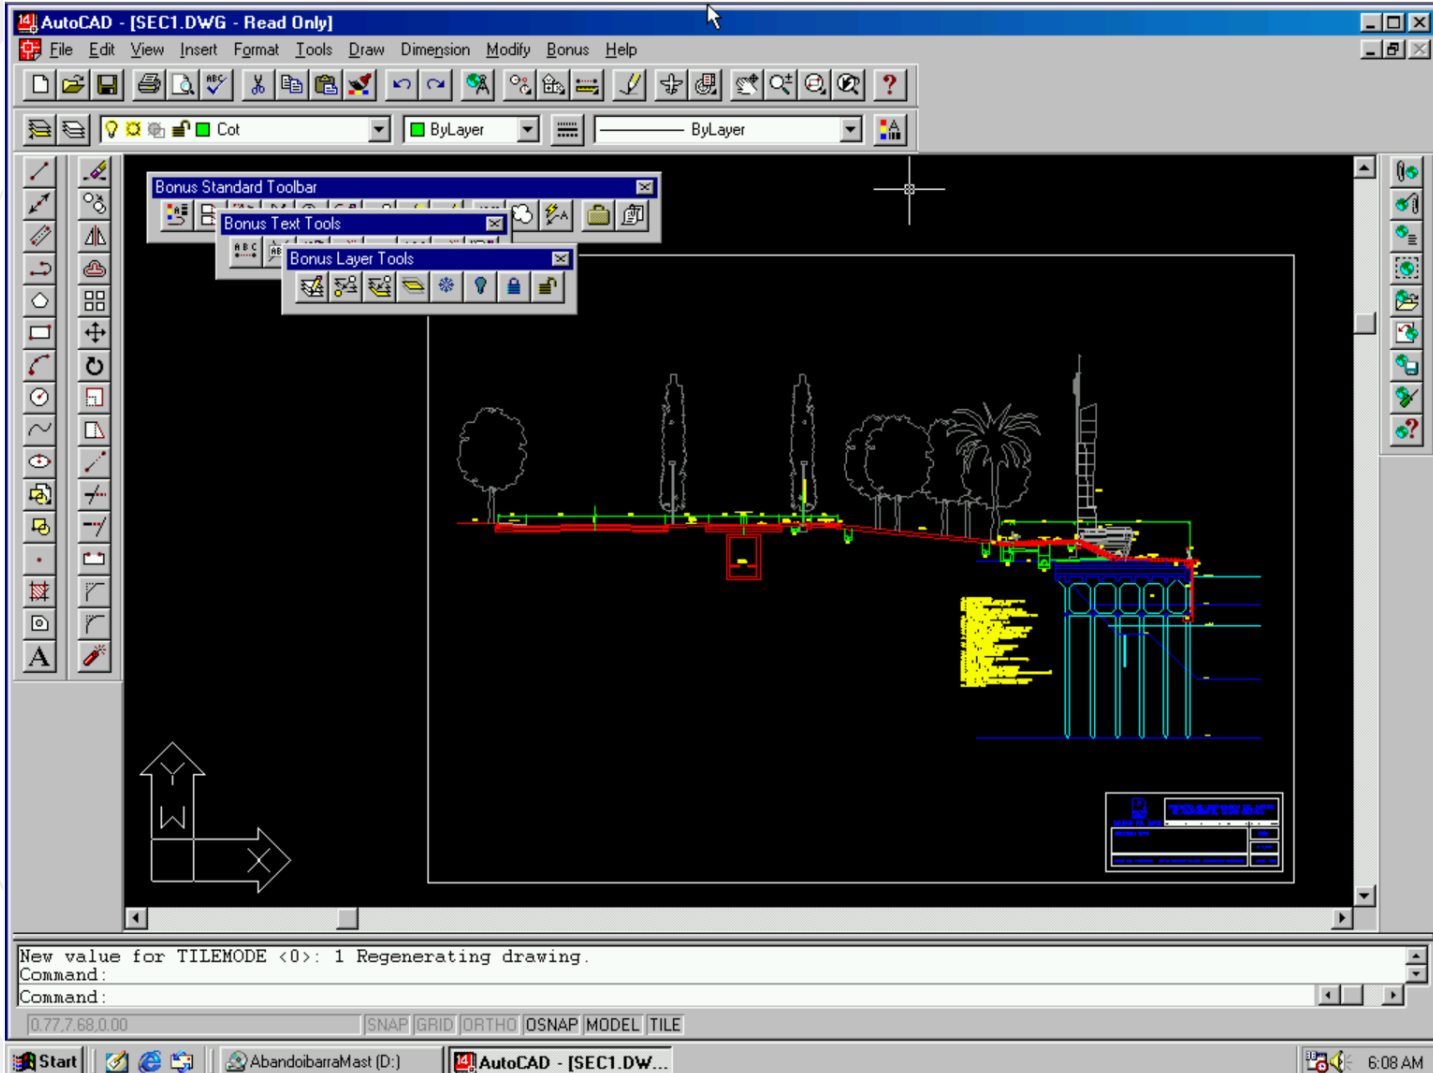 AutoCAD - [SEC1.DWG - Read Only]
File Edit View Insert Format Tools Draw Dimension Modify Bonus Help
Cot ByLayer ByLayer
Bonus Standard Toolbar
Bonus Text Tools
Bonus Layer Tools
Y
W
X
New value for TILEMODE <0>: 1 Regenerating drawing.
Command:
Command:
0.77,7.68,0.00 SNAP GRID ORTHO OSNAP MODEL TILE
Start AbandoibarraMast (D:) AutoCAD - [SEC1.DW... 6:08 AM